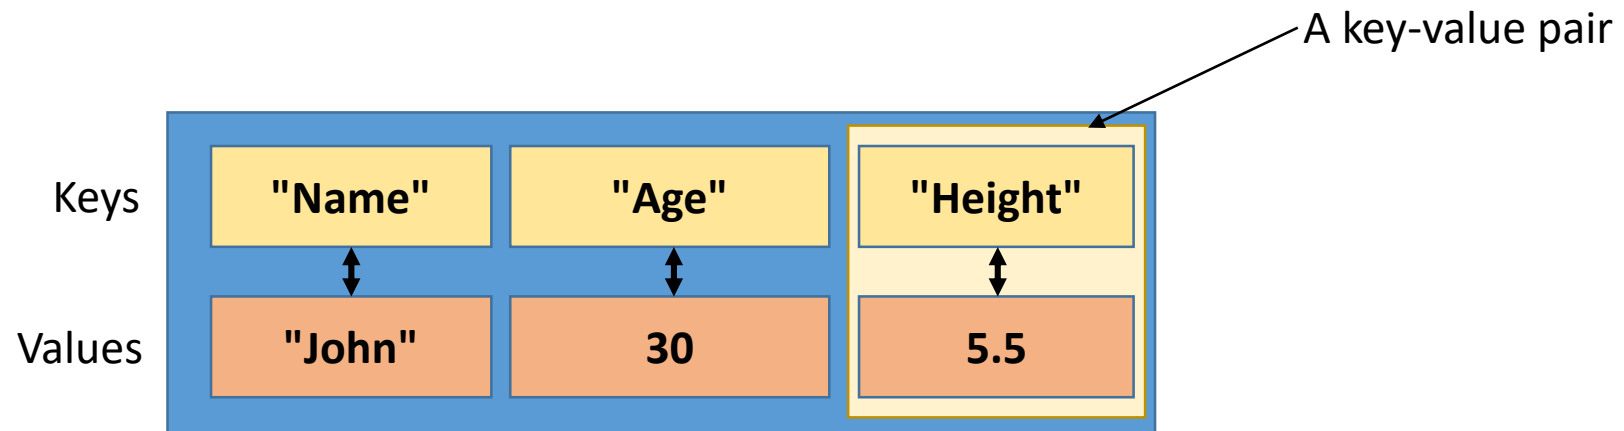 A key-value pair
Keys "Name" "Age" "Height"
Values "John" 30 5.5